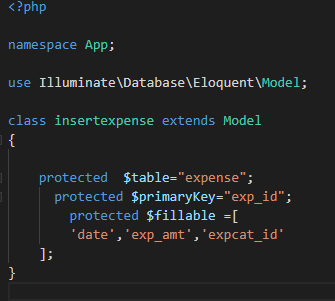 <?php
namespace App;
use Illuminate\Database\Eloquent\Model;
class insertexpense extends Model
{
protected  $table="expense";
protected $primaryKey="exp_id";
protected $fillable =[
'date','exp_amt','expcat_id'
];
}